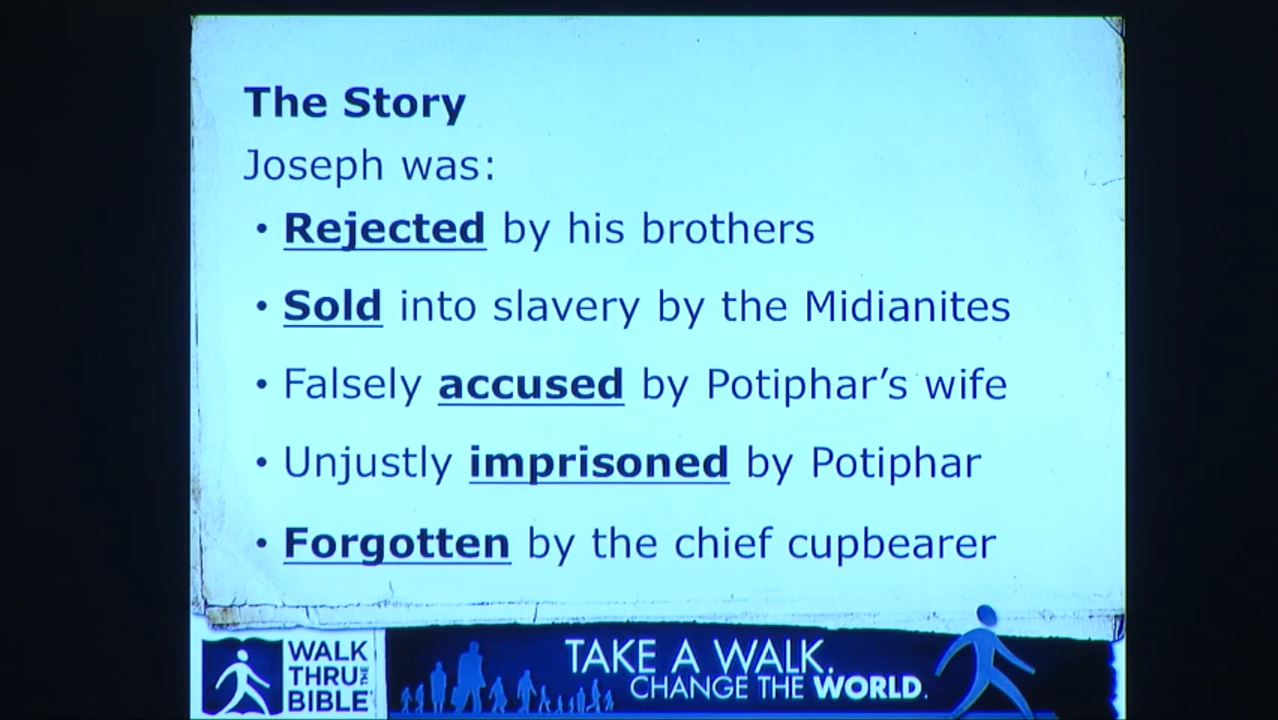 The Story
Joseph was:
• Rejected by his brothers
• Sold into slavery by the Midianites
• Falsely accused by Potiphar’s wife
• Unjustly imprisoned by Potiphar
• Forgotten by the chief cupbearer
WALK
THRU THE
BIBLE
TAKE A WALK.
CHANGE THE WORLD.